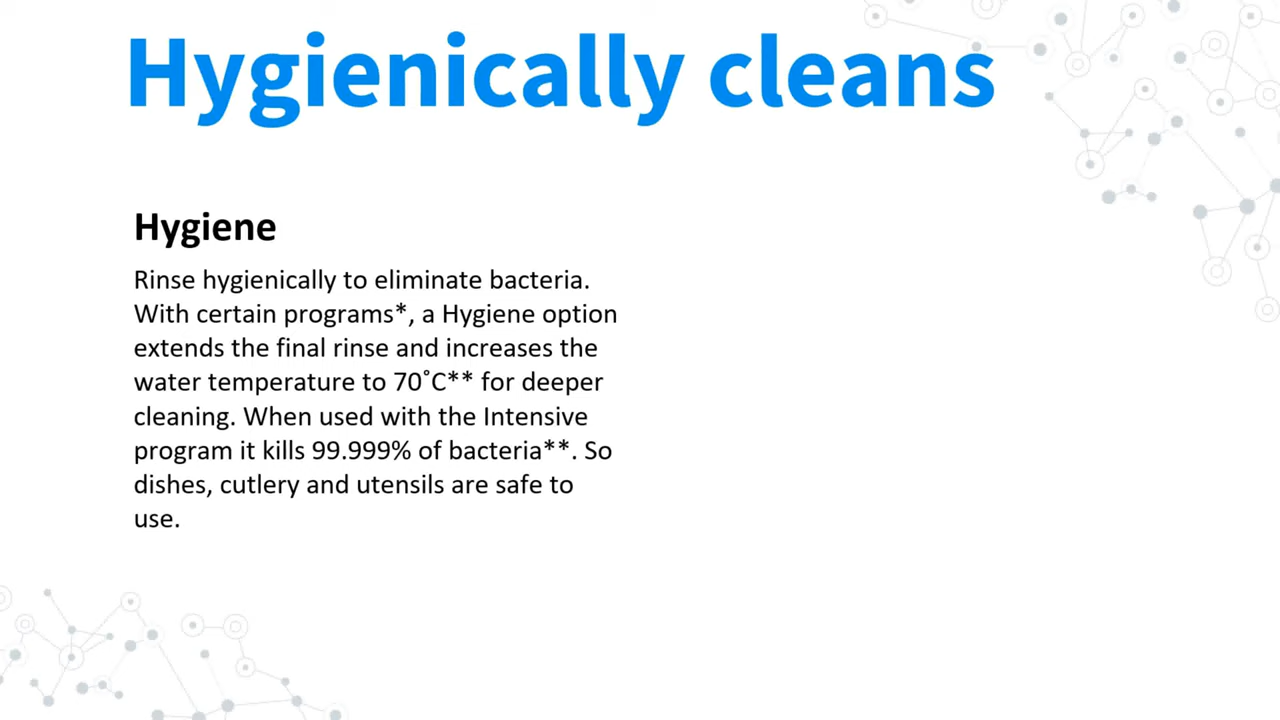 Hygienically cleans
Hygiene
Rinse hygienically to eliminate bacteria.
With certain programs*, a Hygiene option
extends the final rinse and increases the
water temperature to 70˚C** for deeper
cleaning. When used with the Intensive
program it kills 99.999% of bacteria**. So
dishes, cutlery and utensils are safe to
use.